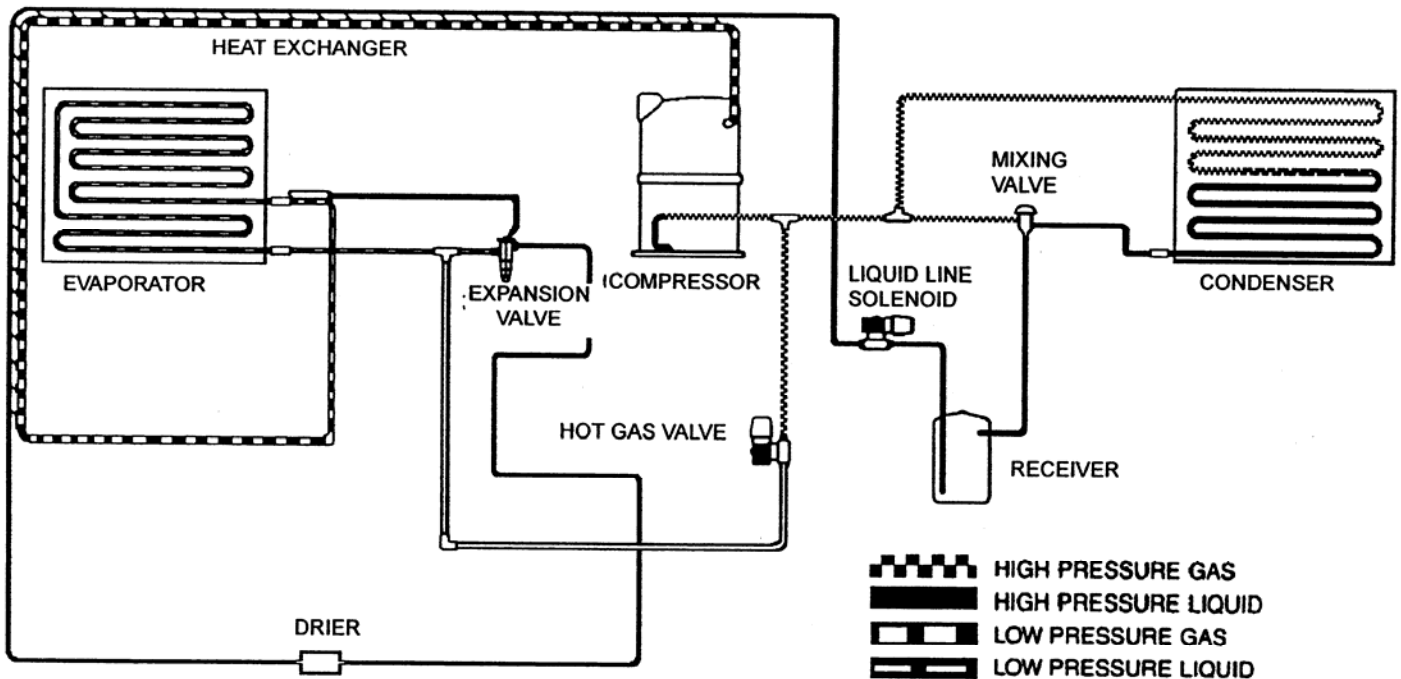 HEAT EXCHANGER
EVAPORATOR
EXPANSION
VALVE
COMPRESSOR
MIXING
VALVE
LIQUID LINE
SOLENOID
CONDENSER
HOT GAS VALVE
RECEIVER
DRIER
HIGH PRESSURE GAS
HIGH PRESSURE LIQUID
LOW PRESSURE GAS
LOW PRESSURE LIQUID